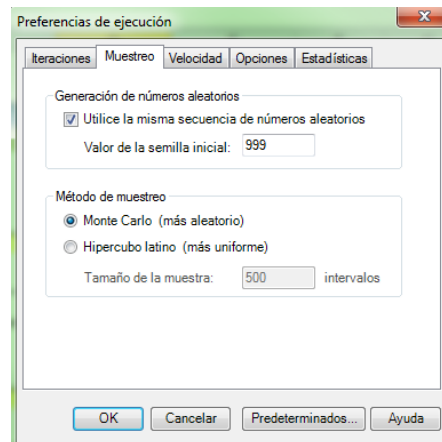 Preferencias de ejecución
Iteraciones Muestreo Velocidad Opciones Estadísticas
Generación de números aleatorios
Utilice la misma secuencia de números aleatorios
Valor de la semilla inicial: 999
Método de muestreo
Monte Carlo (más aleatorio)
Hipercubo latino (más uniforme)
Tamaño de la muestra: 500 intervalos
OK Cancelar Predeterminados... Ayuda